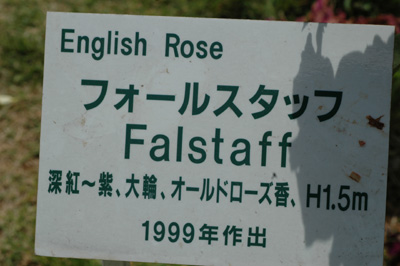 English Rose
フォールスタッフ
Falstaff
深紅～紫、大輪、オールドローズ香、H1.5m
1999年作出